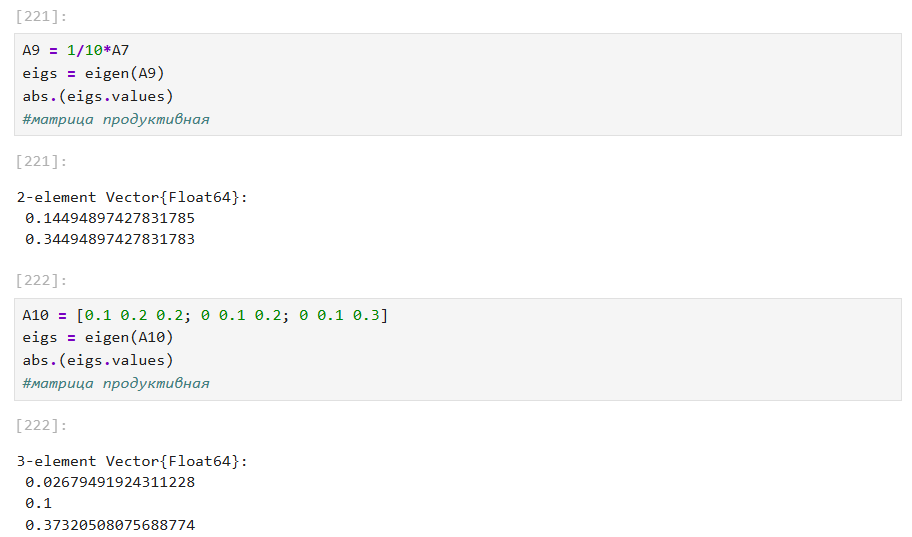 [221]:
A9 = 1/10*A7
eigs = eigen(A9)
abs.(eigs.values)
#матрица продуктивная
[221]:
2-element Vector{Float64}:
0.14494897427831785
0.34494897427831783
[222]:
A10 = [0.1 0.2 0.2; 0 0.1 0.2; 0 0.1 0.3]
eigs = eigen(A10)
abs.(eigs.values)
#матрица продуктивная
[222]:
3-element Vector{Float64}:
0.02679491924311228
0.1
0.37320508075688774